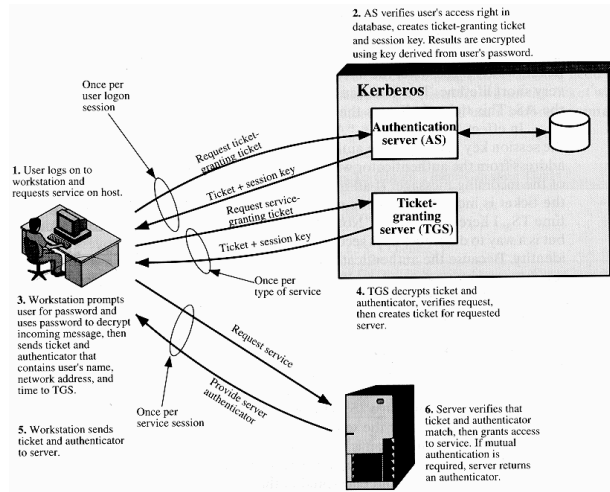 2. AS verifies user's access right in
database, creates ticket-granting ticket
and session key. Results are encrypted
using key derived from user's password.
Once per
user logon
session
Kerberos
Authentication
server (AS)
Request ticket-
granting ticket
1. User logs on to
workstation and
requests service on host.
Ticket + session key
Request service-
granting ticket
Ticket-
granting
server (TGS)
Ticket + session key
Once per
type of service
4. TGS decrypts ticket and
authenticator, verifies request,
then creates ticket for requested
server.
3. Workstation prompts
user for password and
uses password to decrypt
incoming message, then
sends ticket and
authenticator that
contains user's name,
network address, and
time to TGS.
Request service
Provide server
authenticator
Once per
service session
5. Workstation sends
ticket and authenticator
to server.
6. Server verifies that
ticket and authenticator
match, then grants access
to service. If mutual
authentication is
required, server returns
an authenticator.